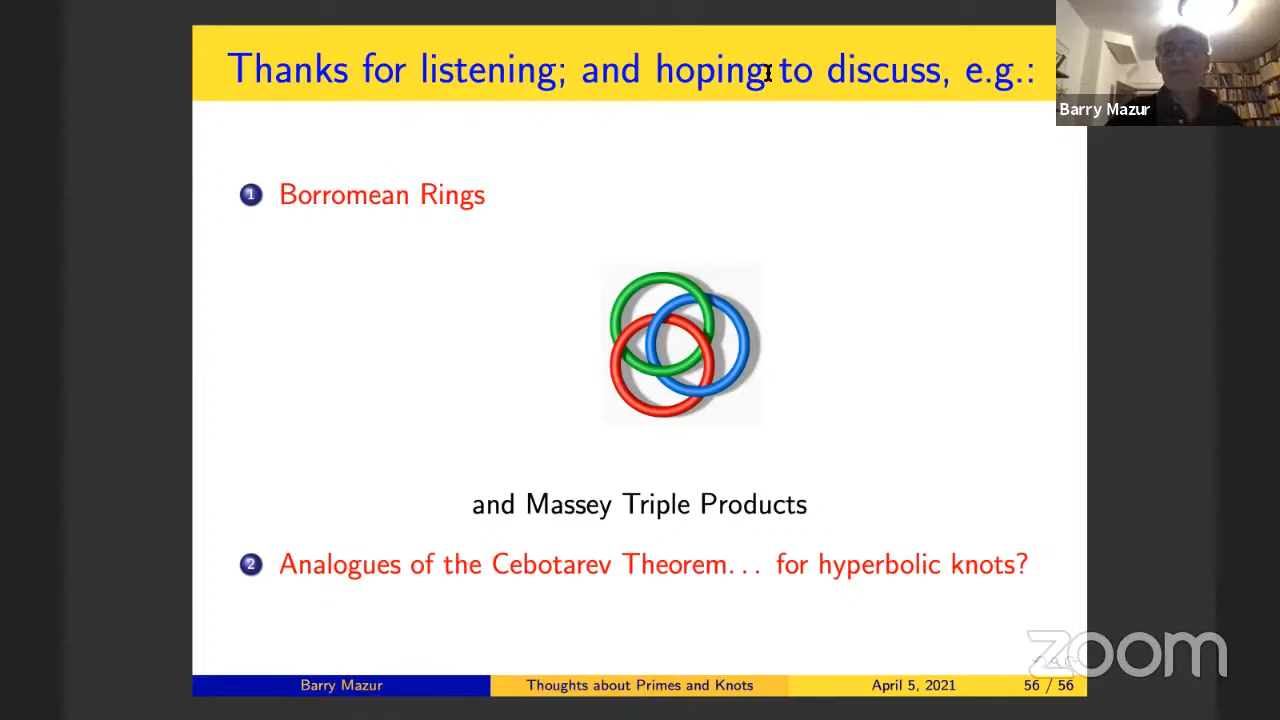 Thanks for listening; and hoping to discuss, e.g.:
Barry Mazur
1 Borromean Rings
and Massey Triple Products
2 Analogues of the Cebotarev Theorem... for hyperbolic knots?
zoom
Barry Mazur Thoughts about Primes and Knots April 5, 2021 56 / 56